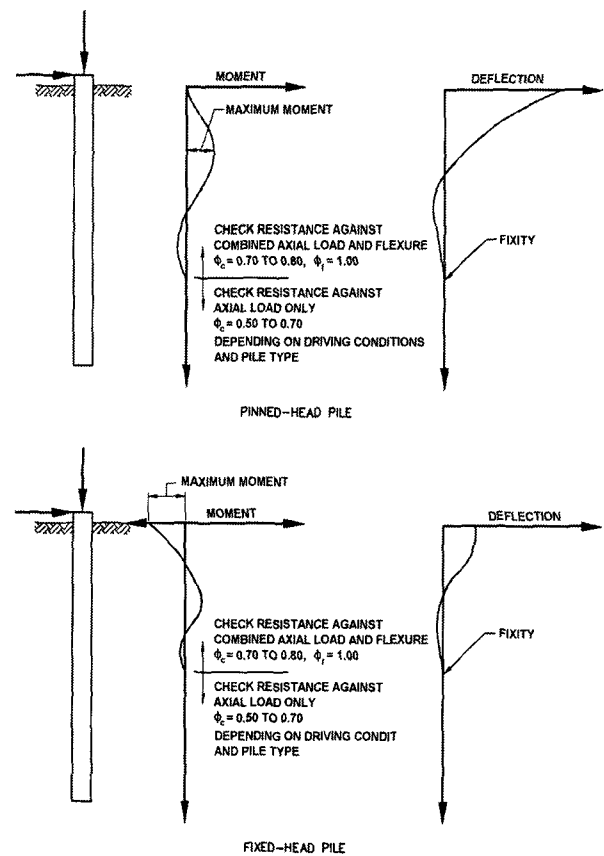 MOMENT
DEFLECTION
MAXIMUM MOMENT
CHECK RESISTANCE AGAINST
COMBINED AXIAL LOAD AND FLEXURE
ϕc = 0.70 TO 0.80, ϕf = 1.00
FIXITY
CHECK RESISTANCE AGAINST
AXIAL LOAD ONLY
ϕc = 0.50 TO 0.70
DEPENDING ON DRIVING CONDITIONS
AND PILE TYPE
PINNED-HEAD PILE
MAXIMUM MOMENT
MOMENT
DEFLECTION
CHECK RESISTANCE AGAINST
COMBINED AXIAL LOAD AND FLEXURE
ϕc = 0.70 TO 0.80, ϕf = 1.00
FIXITY
CHECK RESISTANCE AGAINST
AXIAL LOAD ONLY
ϕc = 0.50 TO 0.70
DEPENDING ON DRIVING CONDIT
AND PILE TYPE
FIXED-HEAD PILE